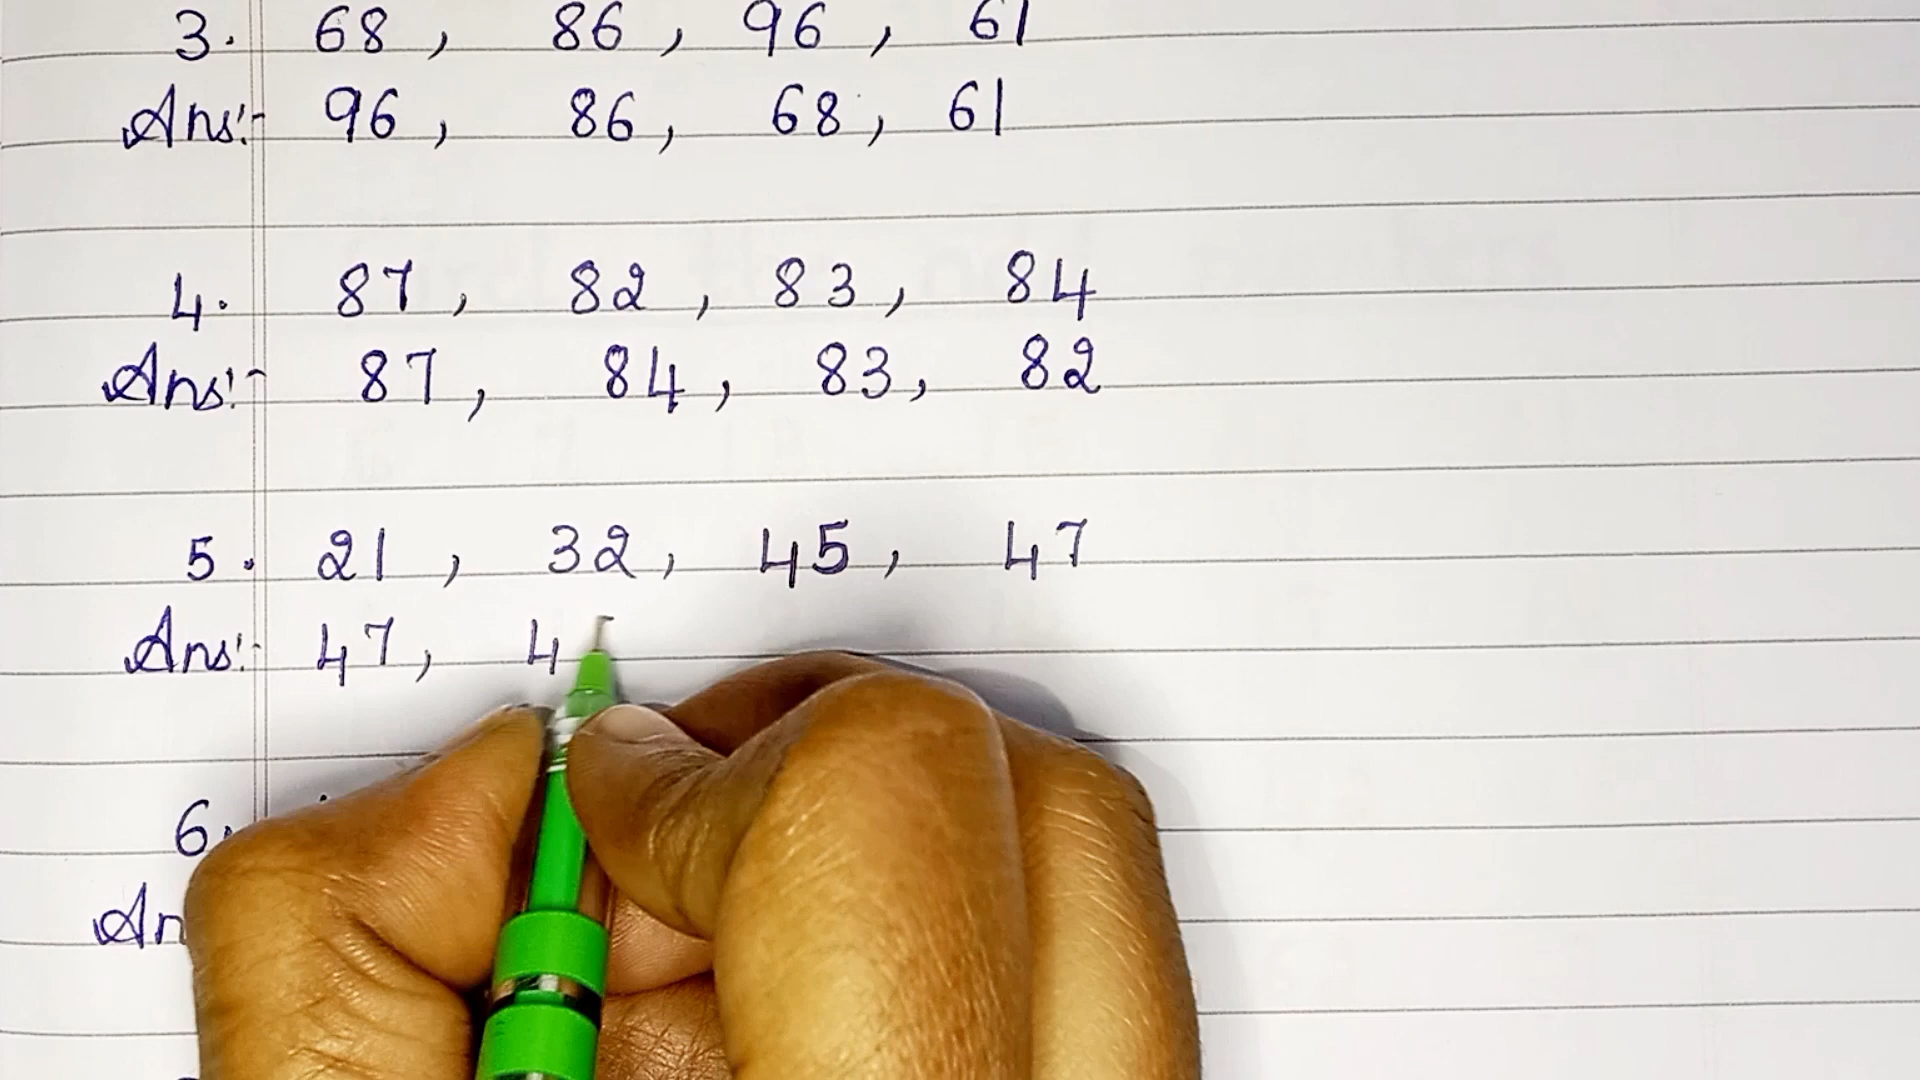 3. 68, 86, 96, 61
Ans:- 96, 86, 68, 61
4. 87, 82, 83, 84
Ans:- 87, 84, 83, 82
5. 21, 32, 45, 47
Ans:- 47, 4
6.
An